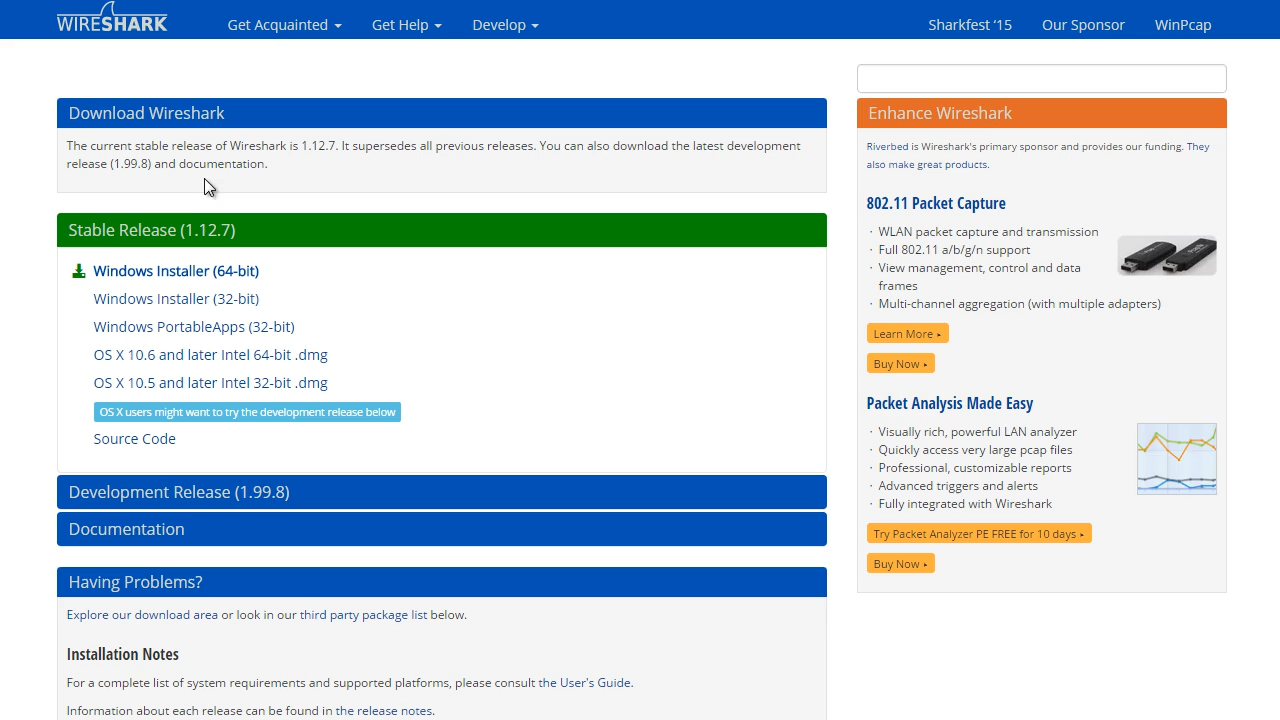 WIRESHARK
Get Acquainted
Get Help
Develop
Sharkfest '15
Our Sponsor
WinPcap
Download Wireshark
The current stable release of Wireshark is 1.12.7. It supersedes all previous releases. You can also download the latest development
release (1.99.8) and documentation.
Stable Release (1.12.7)
Windows Installer (64-bit)
Windows Installer (32-bit)
Windows PortableApps (32-bit)
OS X 10.6 and later Intel 64-bit .dmg
OS X 10.5 and later Intel 32-bit .dmg
OS X users might want to try the development release below
Source Code
Development Release (1.99.8)
Documentation
Having Problems?
Explore our download area or look in our third party package list below.
Installation Notes
For a complete list of system requirements and supported platforms, please consult the User's Guide.
Information about each release can be found in the release notes.
Enhance Wireshark
Riverbed is Wireshark's primary sponsor and provides our funding. They
also make great products.
802.11 Packet Capture
· WLAN packet capture and transmission
· Full 802.11 a/b/g/n support
· View management, control and data
frames
· Multi-channel aggregation (with multiple adapters)
Learn More ▸
Buy Now ▸
Packet Analysis Made Easy
· Visually rich, powerful LAN analyzer
· Quickly access very large pcap files
· Professional, customizable reports
· Advanced triggers and alerts
· Fully integrated with Wireshark
Try Packet Analyzer PE FREE for 10 days ▸
Buy Now ▸